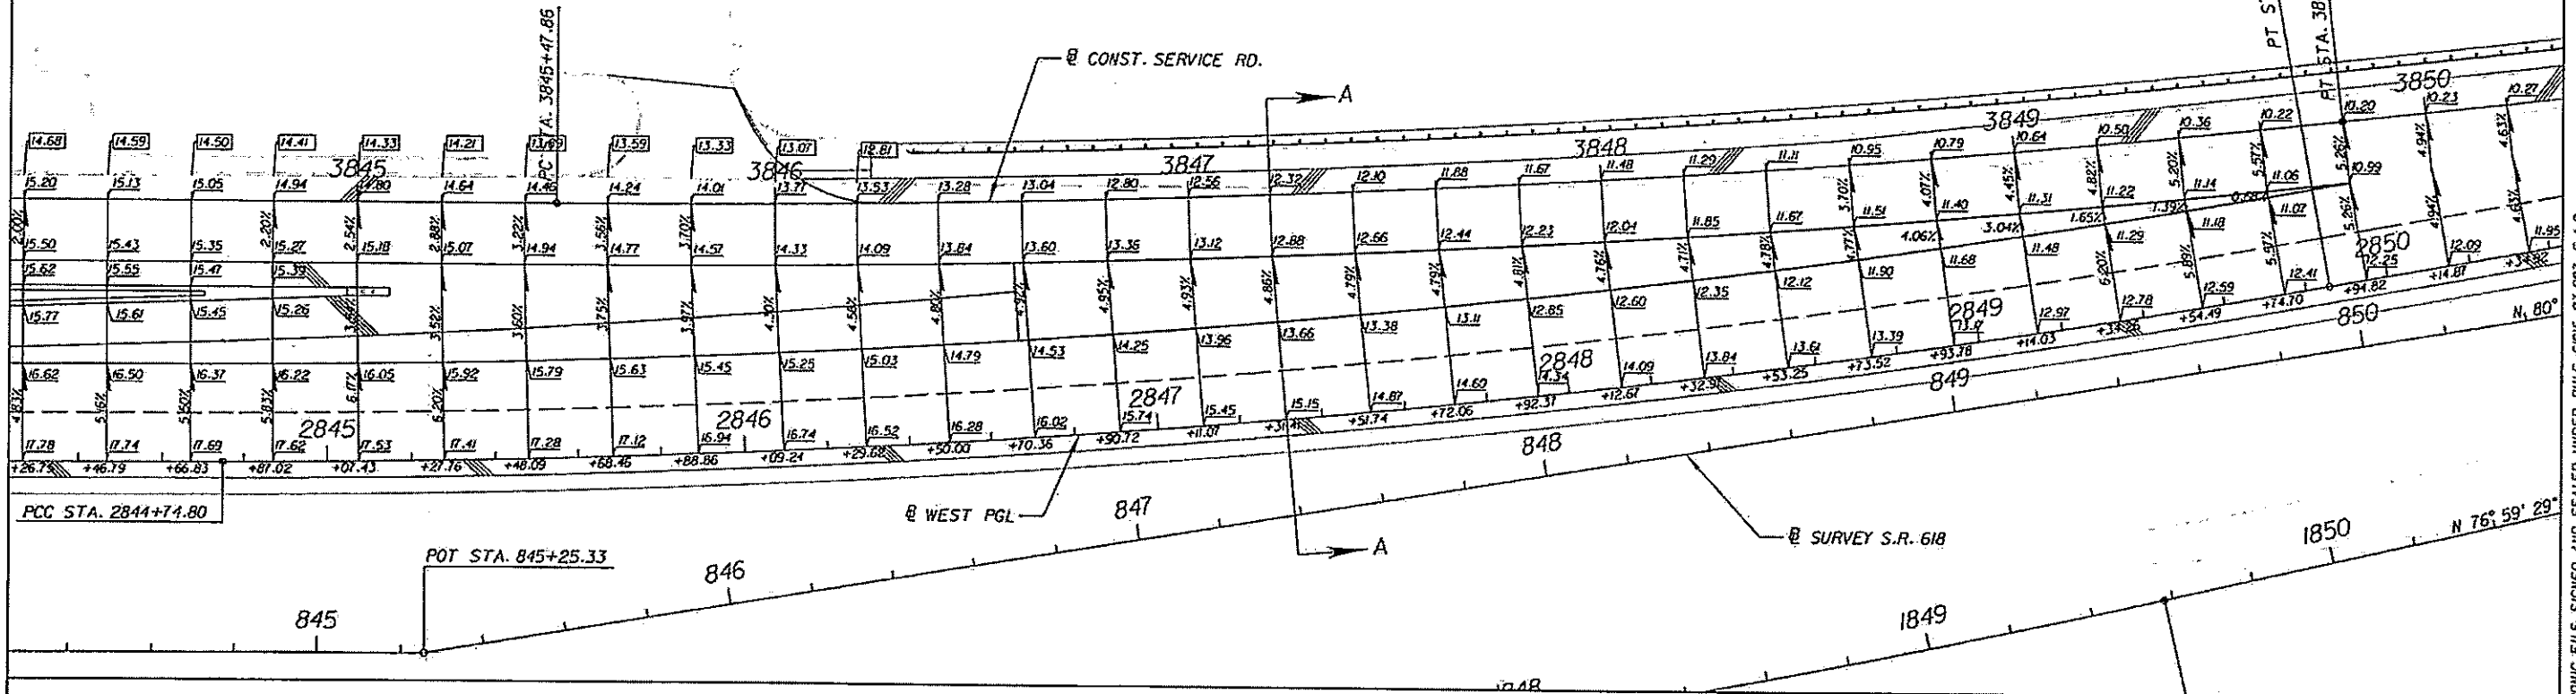 PC STA. 3845+47.86
℄ CONST. SERVICE RD.
A
PT STA. 38
3850
3849
3848
3847
3846
3845
14.68 14.59 14.50 14.41 14.33 14.21 13.59 13.33 13.07 12.81
15.20 15.13 15.05 14.94 14.80 14.64 14.46 14.24 14.01 13.77 13.53 13.28 13.04 12.80 12.56 12.32 12.10 11.88 11.67 11.48 11.29 11.11 10.95 10.79 10.64 10.50 10.36 10.22 10.20 10.23 10.27
2.00% 2.20% 2.54% 2.88% 3.22% 3.56% 3.70% 3.70% 4.07% 4.45% 4.82% 5.20% 5.57% 5.26% 4.94% 4.63%
15.50 15.43 15.35 15.27 15.18 15.07 14.94 14.77 14.57 14.33 14.09 13.84 13.60 13.36 13.12 12.88 12.66 12.44 12.23 12.04 11.85 11.67 11.51 11.40 11.31 11.22 11.14 11.06 10.99
15.62 15.55 15.47 15.39
15.77 15.61 15.45 15.26
3.52% 3.60% 3.75% 3.97% 4.30% 4.56% 4.80% 4.92% 4.95% 4.93% 4.86% 4.79% 4.79% 4.81% 4.76% 4.71% 4.78% 4.77% 4.06% 3.04% 1.65% 1.39% 0.68%
13.66 13.38 13.11 12.85 12.60 12.35 12.12 11.90 11.68 11.48 11.29 11.18 11.07
16.62 16.50 16.37 16.22 16.05 15.92 15.79 15.63 15.45 15.25 15.03 14.79 14.53 14.25 13.96
4.83% 5.16% 5.50% 5.83% 6.17% 6.20% 6.20% 5.89% 5.97% 5.26% 4.94% 4.63%
17.78 17.74 17.69 17.62 17.53 17.41 17.28 17.12 16.94 16.74 16.52 16.28 16.02 15.74 15.45 15.15 14.87 14.60 14.34 14.09 13.84 13.61 13.39 12.97 12.78 12.59 12.41 12.25 12.09 11.95
2845
2846
2847
2848
2849
2850
+26.75 +46.79 +66.83 +87.02 +07.43 +27.76 +48.09 +68.46 +88.86 +09.24 +29.68 +50.00 +70.36 +90.72 +11.07 +31.41 +51.74 +72.06 +92.37 +12.67 +32.97 +53.25 +73.52 +93.78 +14.03 +54.49 +74.70 +94.82 +14.87
PCC STA. 2844+74.80
℄ WEST PGL
A
℄ SURVEY S.R. 618
POT STA. 845+25.33
845
846
847
848
849
850
N. 80°
1849
1850
N 76° 59' 29"